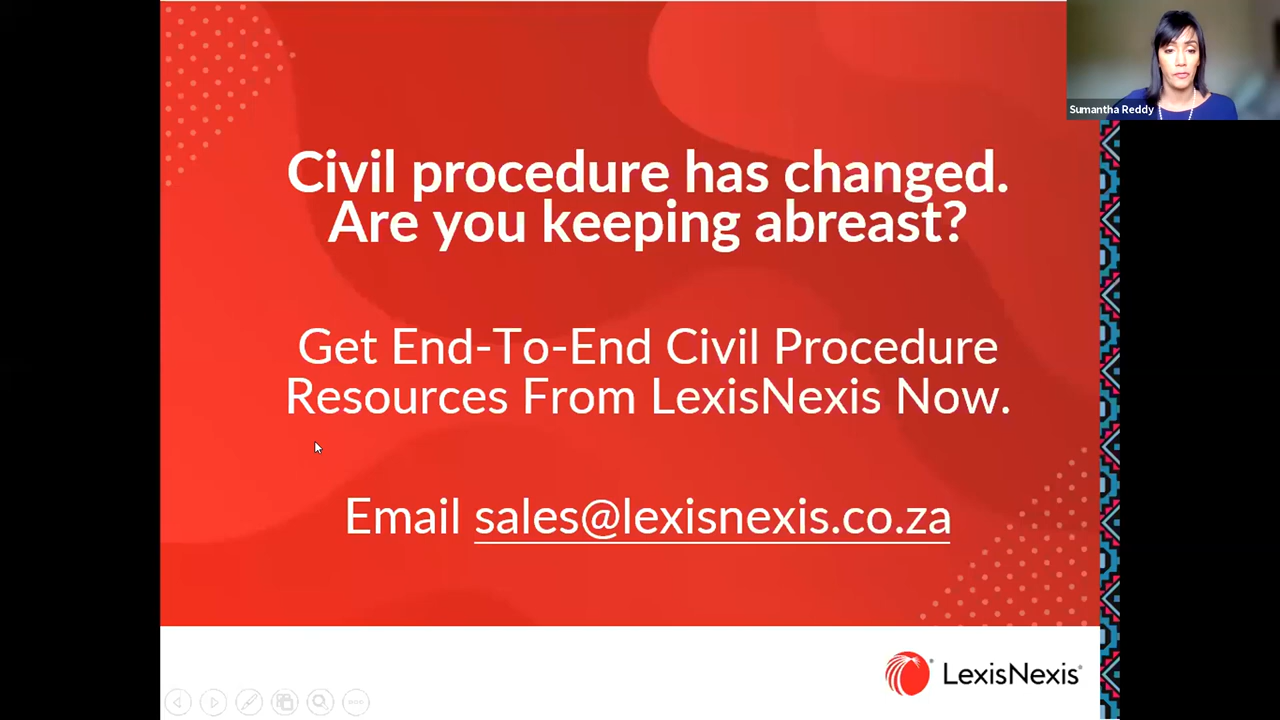 Sumantha Reddy
Civil procedure has changed.
Are you keeping abreast?
Get End-To-End Civil Procedure
Resources From LexisNexis Now.
Email sales@lexisnexis.co.za
LexisNexis®